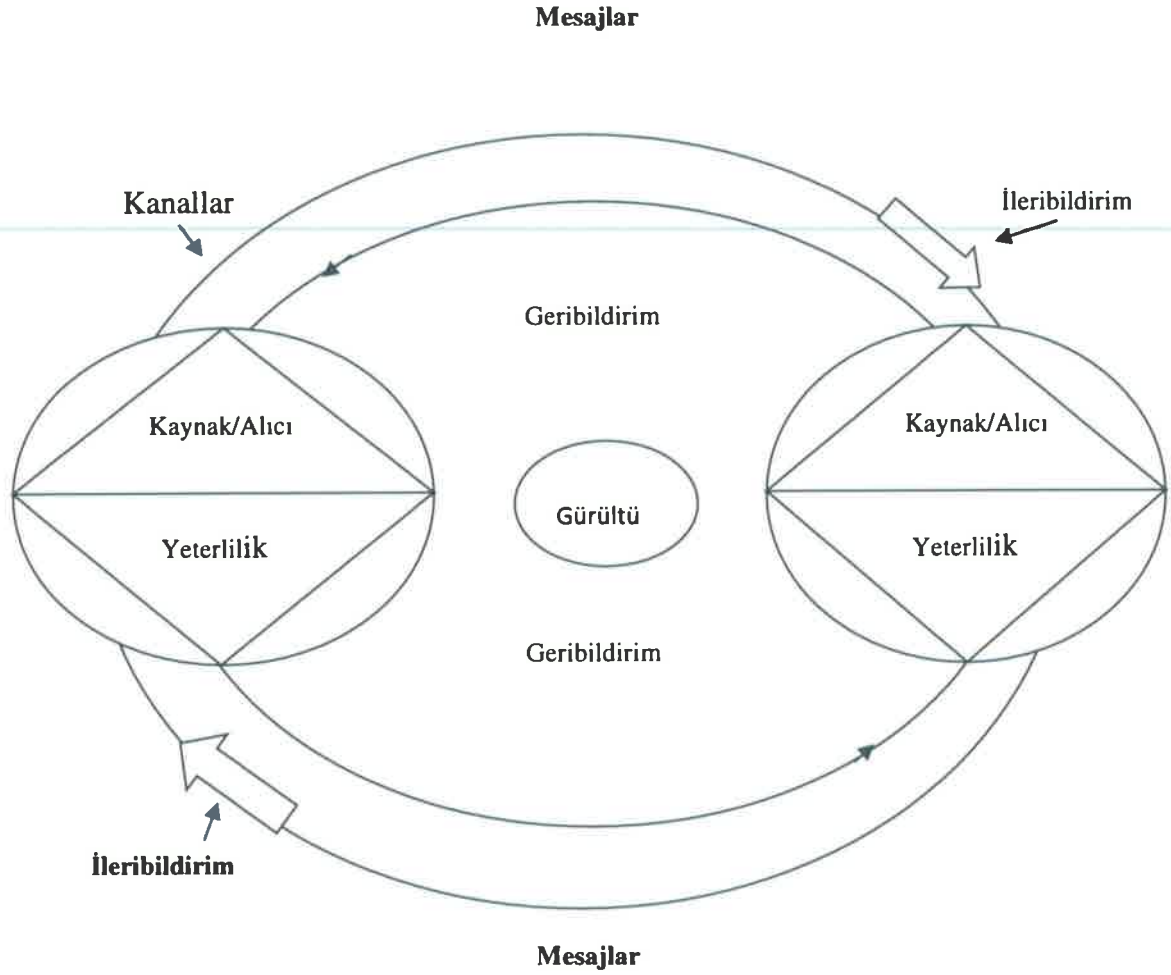 Mesajlar
Kanallar
İleribildirim
Geribildirim
Kaynak/Alıcı
Kaynak/Alıcı
Gürültü
Yeterlilik
Yeterlilik
Geribildirim
İleribildirim
Mesajlar